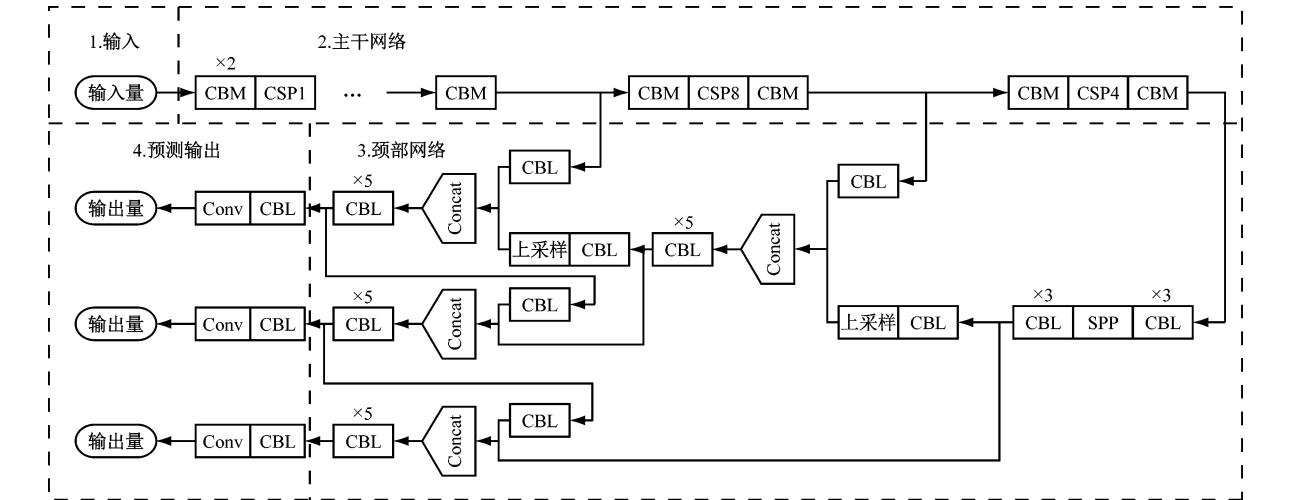 1.输入
2.主干网络
×2
输入量 CBM CSP1 … CBM CBM CSP8 CBM CBM CSP4 CBM
4.预测输出
3.颈部网络
CBL
CBL
×5
输出量 Conv CBL CBL Concat
×5
上采样 CBL CBL Concat
×5
输出量 Conv CBL CBL Concat CBL
×3 ×3
上采样 CBL CBL SPP CBL
×5
输出量 Conv CBL CBL Concat CBL